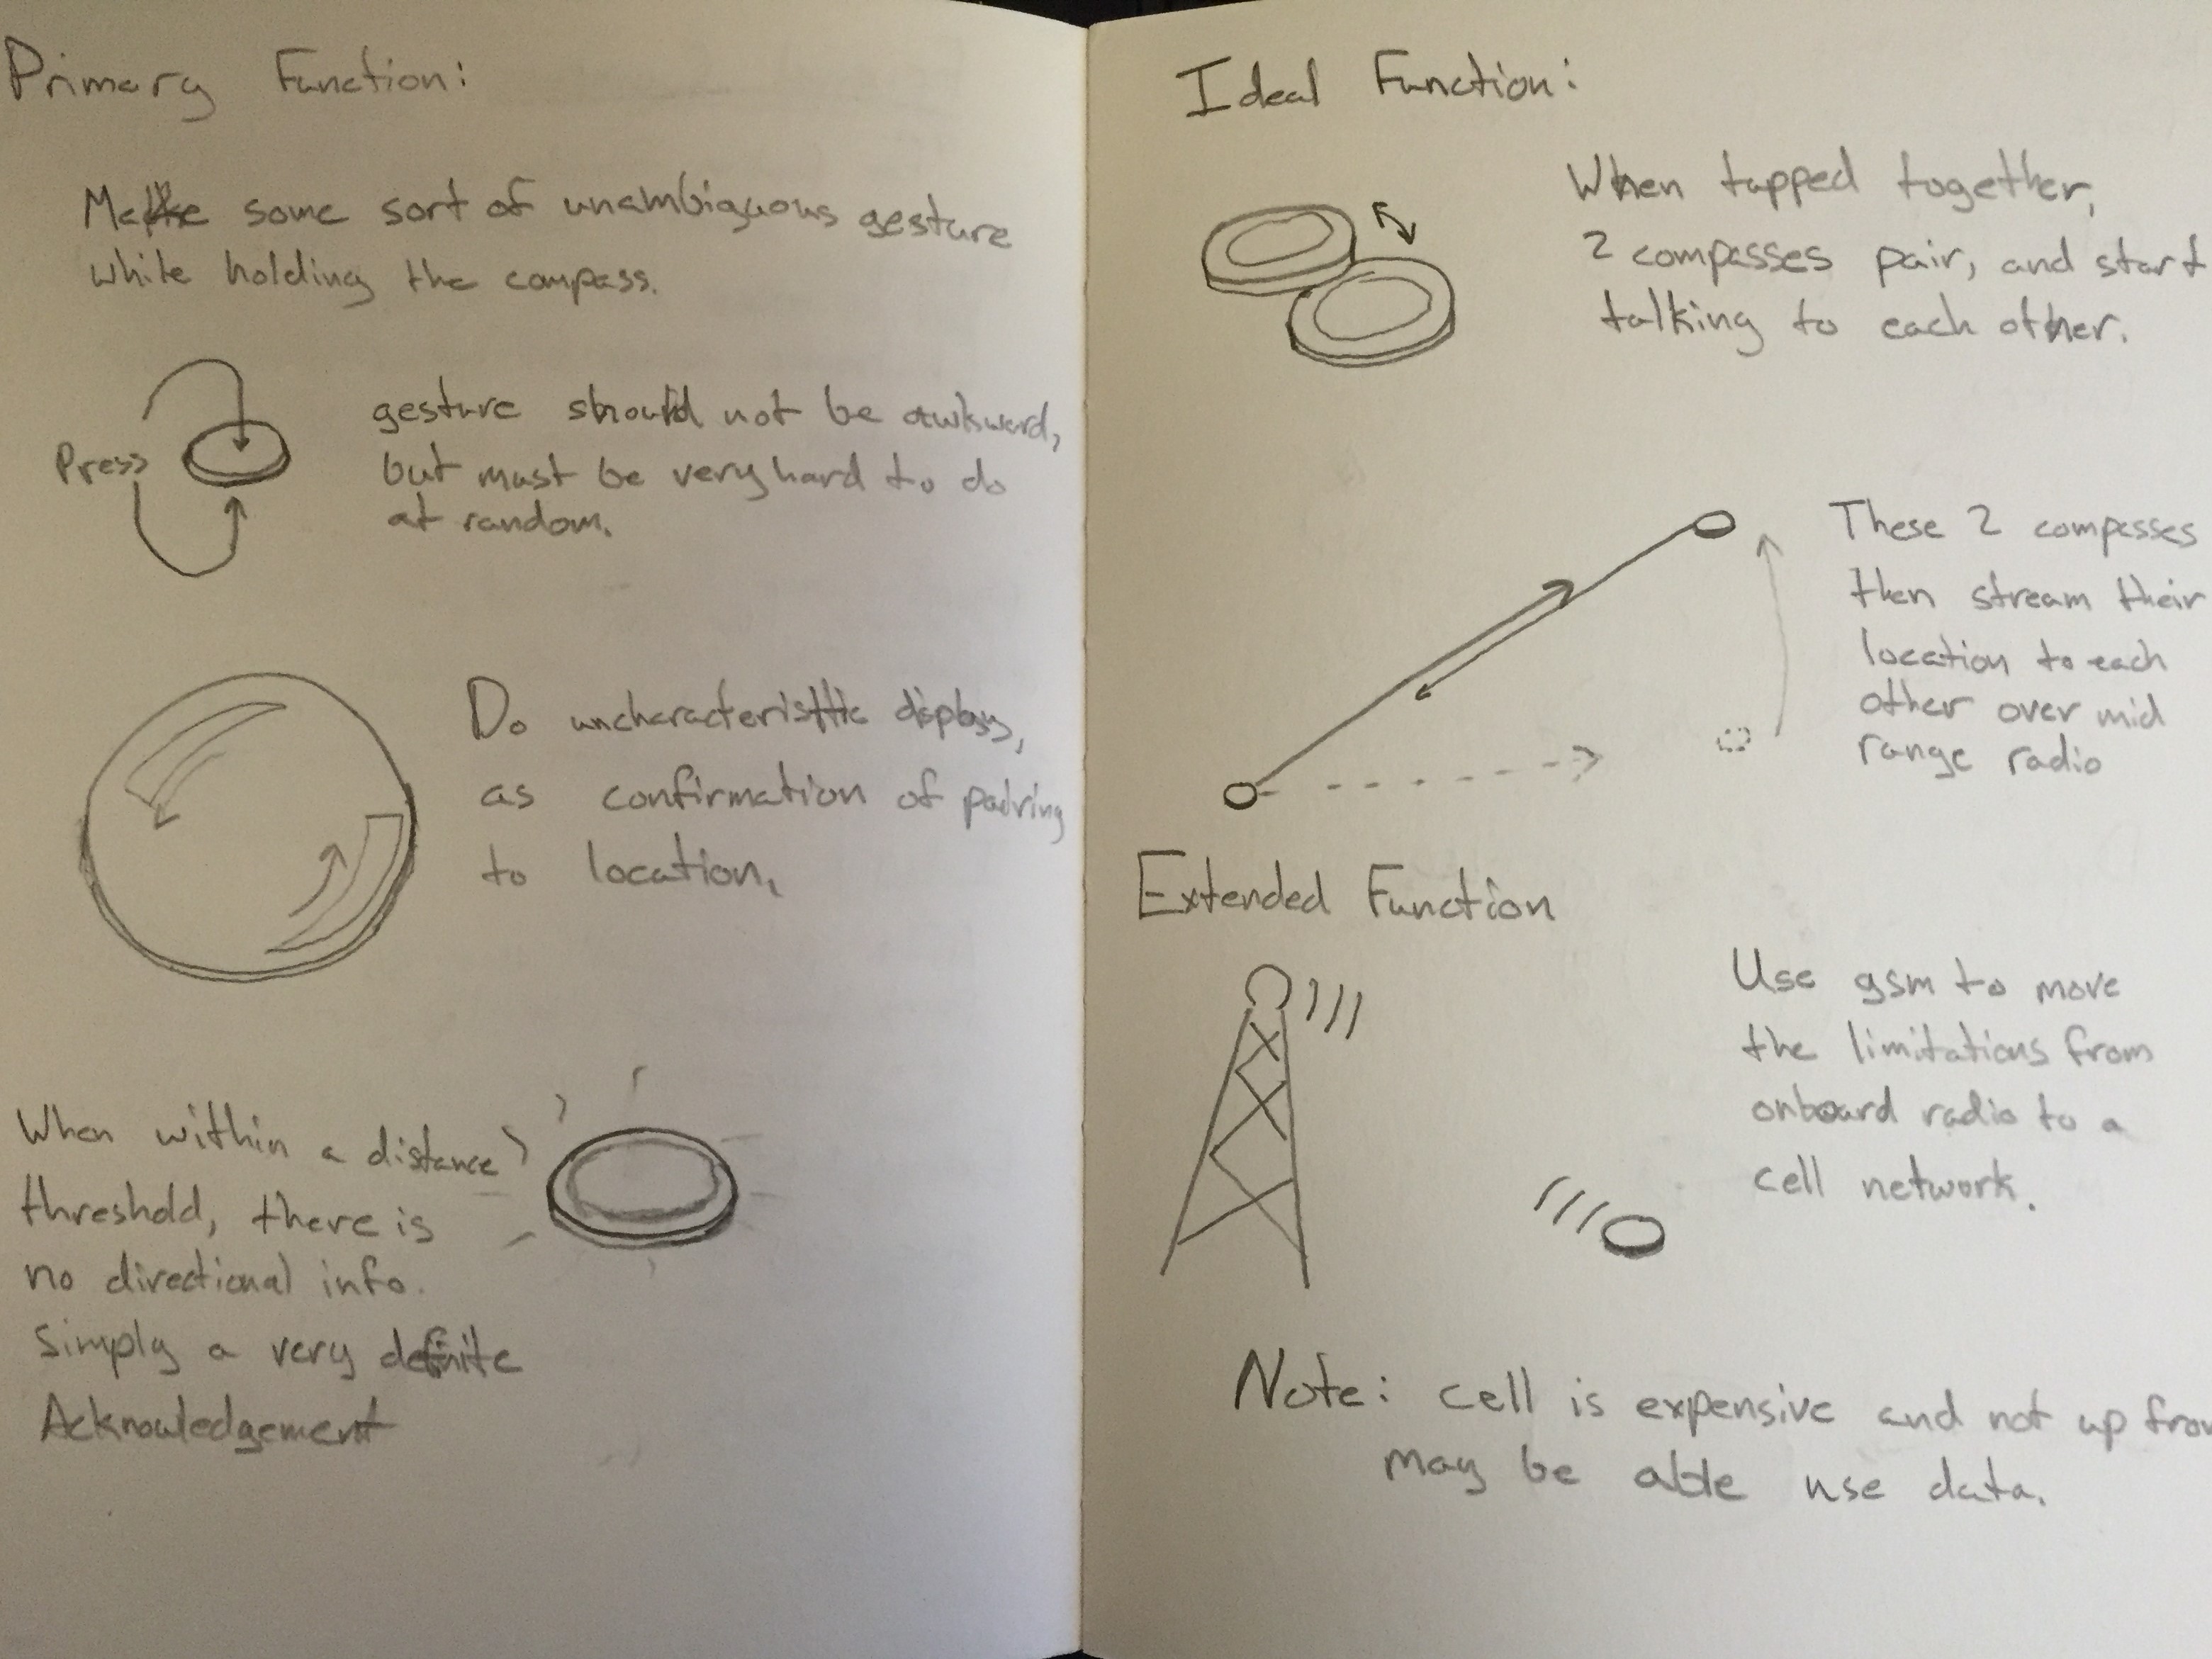 Primary Function:
Make some sort of unambiguous gesture
while holding the compass.
Press
gesture should not be awkward,
but must be very hard to do
at random.
Do uncharacteristic display,
as confirmation of pairing
to location.
When within a distance
threshold, there is
no directional info.
Simply a very definite
Acknowledgement
Ideal Function:
When tapped together,
2 compasses pair, and start
talking to each other.
These 2 compasses
then stream their
location to each
other over mid
range radio
Extended Function
Use gsm to move
the limitations from
onboard radio to a
cell network.
Note: cell is expensive and not up
may be able use data.